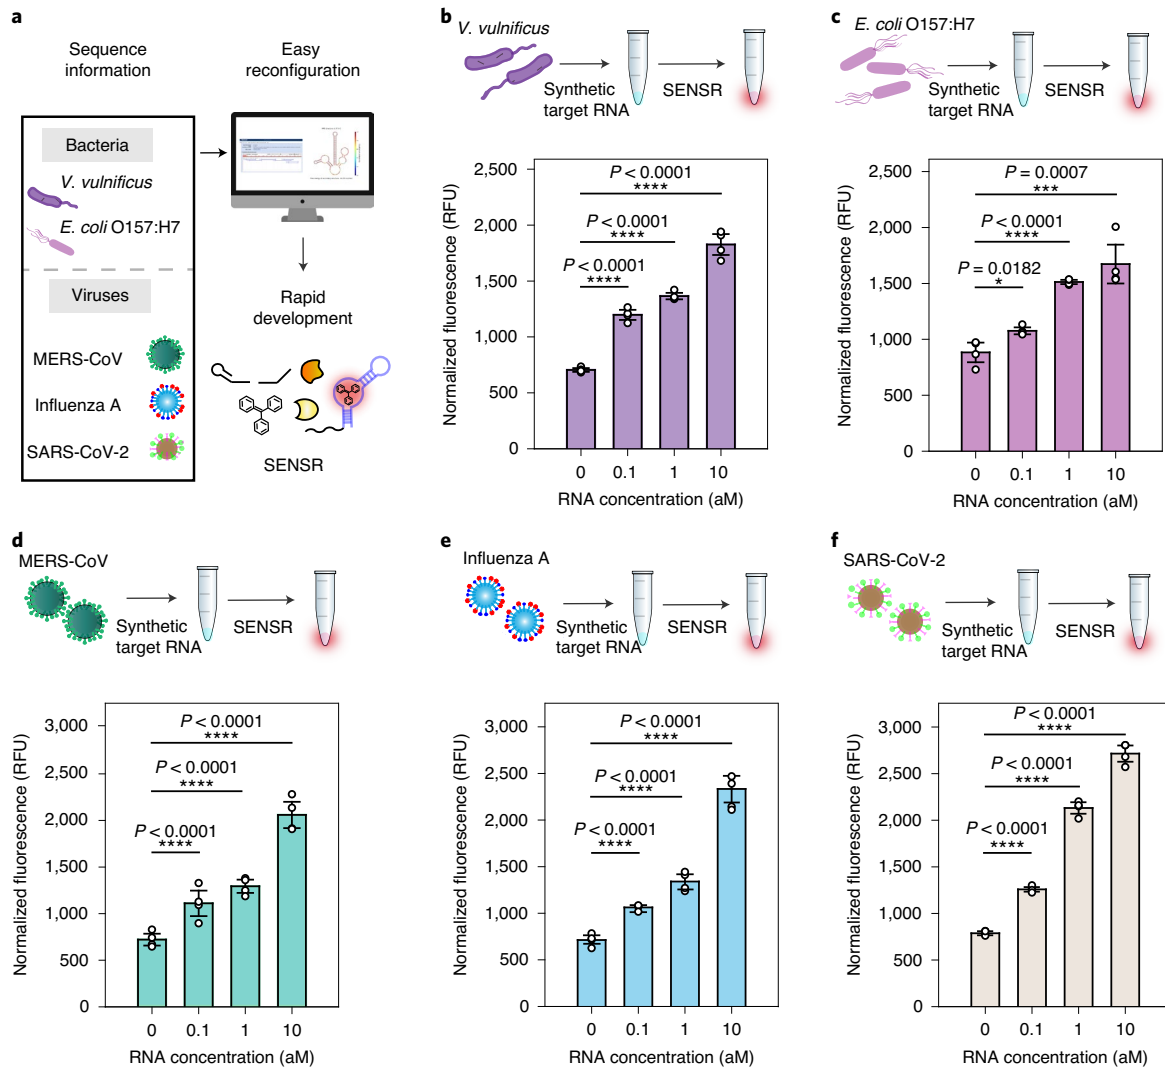 a
Sequence
information
Easy
reconfiguration
Bacteria
V. vulnificus
E. coli O157:H7
Viruses
MERS-CoV
Influenza A
SARS-CoV-2
Rapid
development
SENSR
b
V. vulnificus
Synthetic
target RNA
SENSR
Normalized fluorescence (RFU)
2,500
2,000
1,500
1,000
500
0
P < 0.0001
****
P < 0.0001
****
P < 0.0001
****
0 0.1 1 10
RNA concentration (aM)
c
E. coli O157:H7
Synthetic
target RNA
SENSR
Normalized fluorescence (RFU)
2,500
2,000
1,500
1,000
500
0
P = 0.0007
***
P < 0.0001
****
P = 0.0182
*
0 0.1 1 10
RNA concentration (aM)
d
MERS-CoV
Synthetic
target RNA
SENSR
Normalized fluorescence (RFU)
3,000
2,500
2,000
1,500
1,000
500
0
P < 0.0001
****
P < 0.0001
****
P < 0.0001
****
0 0.1 1 10
RNA concentration (aM)
e
Influenza A
Synthetic
target RNA
SENSR
Normalized fluorescence (RFU)
3,000
2,500
2,000
1,500
1,000
500
0
P < 0.0001
****
P < 0.0001
****
P < 0.0001
****
0 0.1 1 10
RNA concentration (aM)
f
SARS-CoV-2
Synthetic
target RNA
SENSR
Normalized fluorescence (RFU)
3,000
2,500
2,000
1,500
1,000
500
0
P < 0.0001
****
P < 0.0001
****
P < 0.0001
****
0 0.1 1 10
RNA concentration (aM)